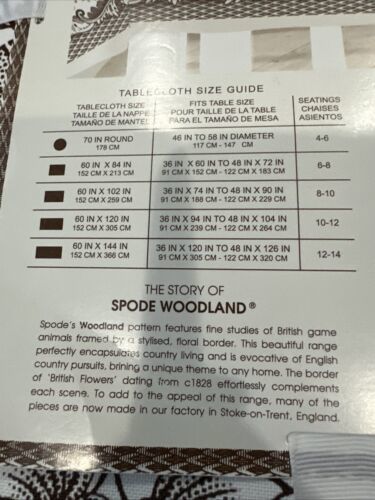 TABLECLOTH SIZE GUIDE
TABLECLOTH SIZE FITS TABLE SIZE SEATINGS
TAILLE DE LA NAPPE POUR TAILLE DE LA TABLE CHAISES
TAMAÑO DE MANTEL PARA EL TAMAÑO DE MESA ASIENTOS
70 IN ROUND 46 IN TO 58 IN DIAMETER 4-6
178 CM 117 CM - 147 CM
60 IN X 84 IN 36 IN X 60 IN TO 48 IN X 72 IN 6-8
152 CM X 213 CM 91 CM X 152 CM - 122 CM X 183 CM
60 IN X 102 IN 36 IN X 74 IN TO 48 IN X 90 IN 8-10
152 CM X 259 CM 91 CM X 188 CM - 122 CM X 229 CM
60 IN X 120 IN 36 IN X 94 IN TO 48 IN X 104 IN 10-12
152 CM X 305 CM 91 CM X 239 CM - 122 CM X 264 CM
60 IN X 144 IN 36 IN X 120 IN TO 48 IN X 126 IN 12-14
152 CM X 366 CM 91 CM X 305 CM - 122 CM X 320 CM
THE STORY OF
SPODE WOODLAND ®
Spode's Woodland pattern features fine studies of British game
animals framed by a stylised, floral border. This beautiful range
perfectly encapsulates country living and is evocative of English
country pursuits, brining a unique theme to any home. The border
of 'British Flowers' dating from c1828 effortlessly complements
each scene. To add to the appeal of this range, many of the
pieces are now made in our factory in Stoke-on-Trent, England.